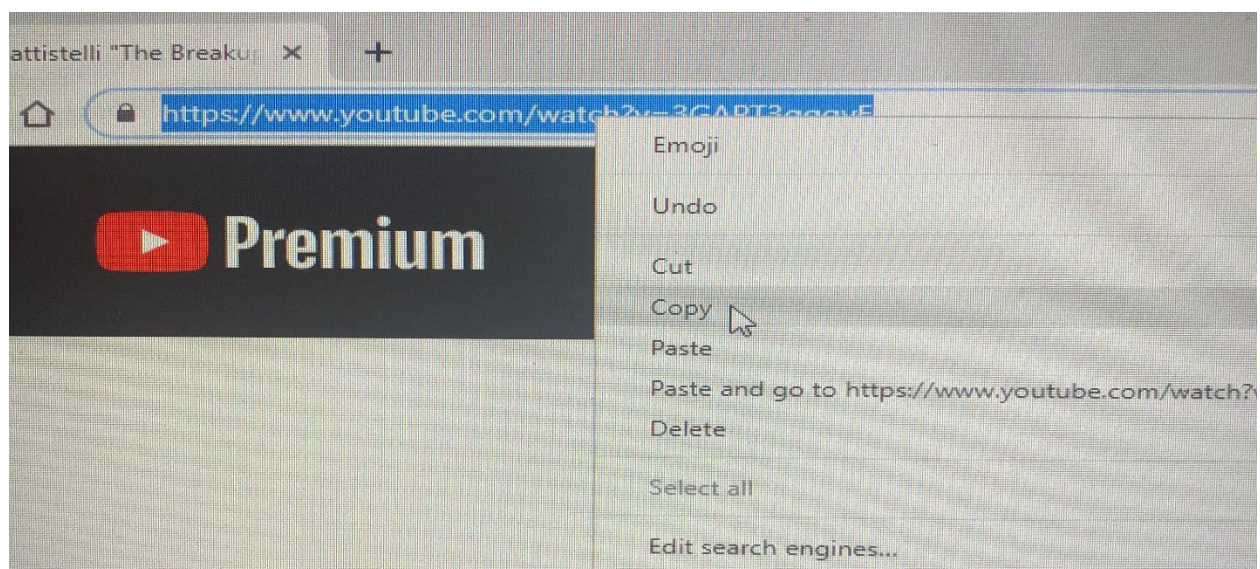 attistelli "The Breaku
https://www.youtube.com/watch?v=
Premium
Emoji
Undo
Cut
Copy
Paste
Paste and go to https://www.youtube.com/watch?v
Delete
Select all
Edit search engines...